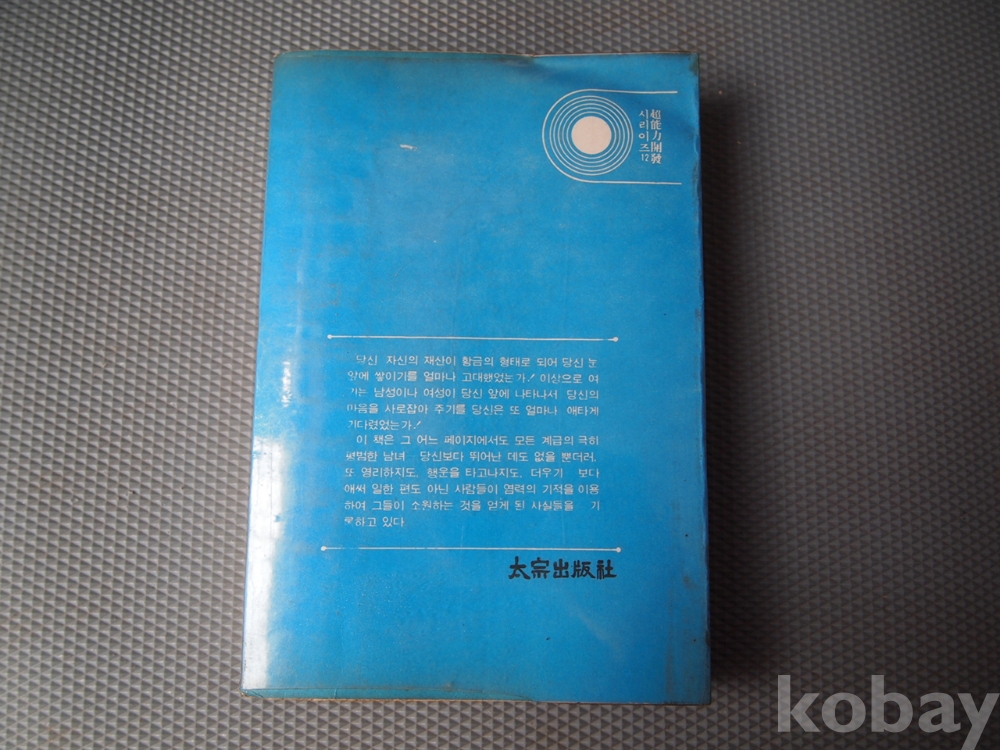 超能力開發
시리이즈 12
당신 자신의 재산이 황금의 형태로 되어 당신 눈
앞에 쌓이기를 얼마나 고대했었는가! 이상으로 여
기는 남성이나 여성이 당신 앞에 나타나서 당신의
마음을 사로잡아 주기를 당신은 또 얼마나 애타게
기다렸었는가!
이 책은 그 어느 페이지에서도 모든 계급의 극히
평범한 남녀 당신보다 뛰어난 데도 없을 뿐더러,
또 영리하지도, 행운을 타고나지도, 더우기 보다
애써 일한 편도 아닌 사람들이 염력의 기적을 이용
하여 그들이 소원하는 것을 얻게 된 사실들을 기
록하고 있다.
太宗出版社
kobay